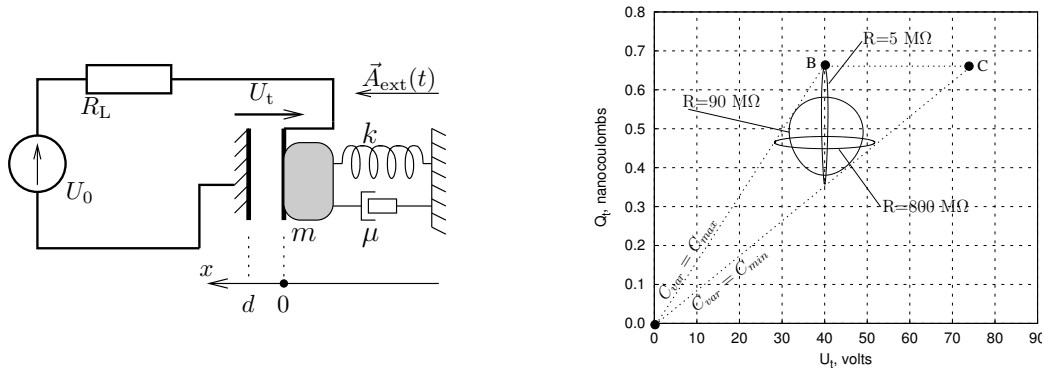 R_L
U_0
U_t
A⃗_ext(t)
k
m
μ
x
d
0
Q_t, nanocoulombs
0.8
0.7
0.6
0.5
0.4
0.3
0.2
0.1
0.0
R=5 MΩ
B
C
R=90 MΩ
R=800 MΩ
C_var = C_max
C_var = C_min
0 10 20 30 40 50 60 70 80 90
U_t, volts